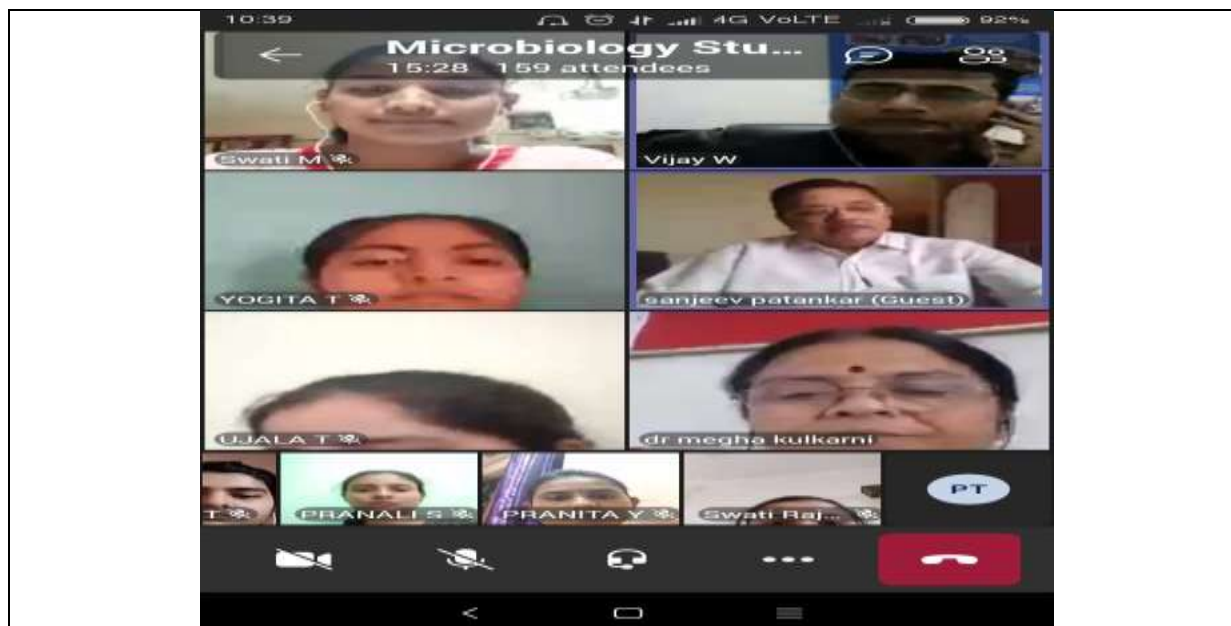 10:39 4G VoLTE 92%
Microbiology Stu...
15:28 159 attendees
Swati M
Vijay W
YOGITA T
sanjeev patankar (Guest)
UJALA T
dr megha kulkarni
T
PRANALI S
PRANITA Y
Swati Raj...
PT